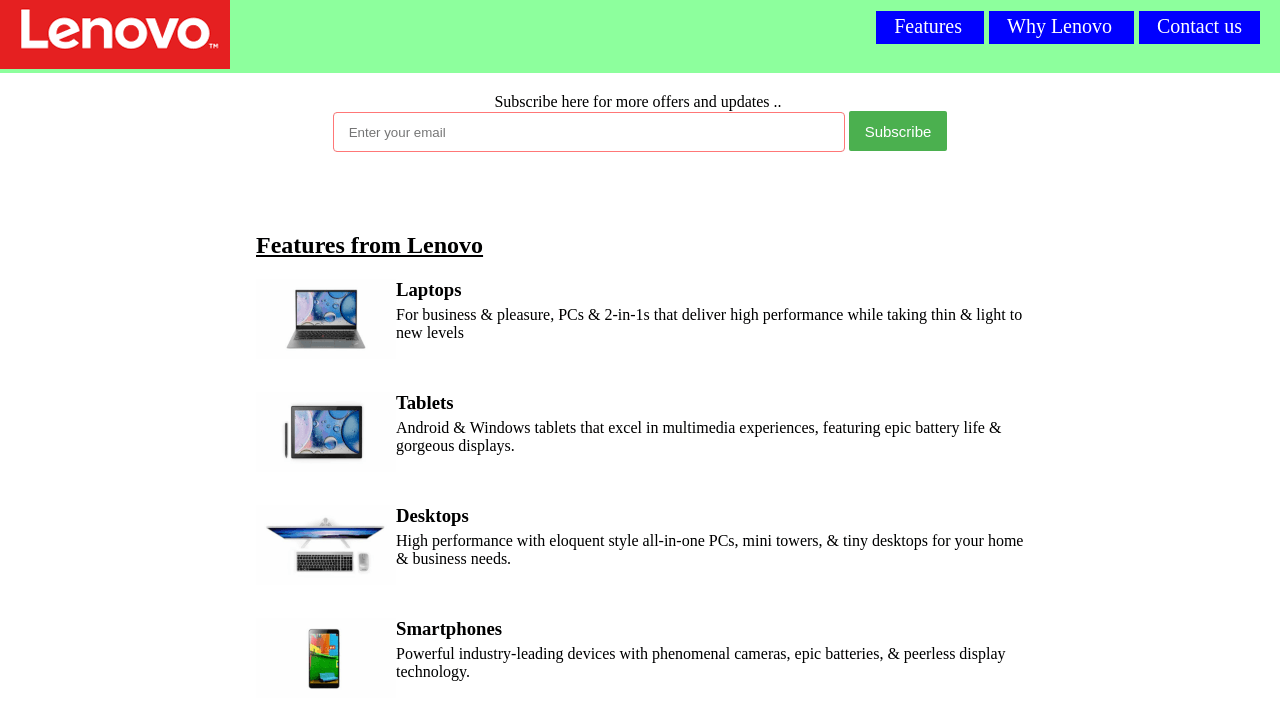 Lenovo™
Features
Why Lenovo
Contact us
Subscribe here for more offers and updates ..
Enter your email
Subscribe
Features from Lenovo
Laptops
For business & pleasure, PCs & 2-in-1s that deliver high performance while taking thin & light to
new levels
Tablets
Android & Windows tablets that excel in multimedia experiences, featuring epic battery life &
gorgeous displays.
Desktops
High performance with eloquent style all-in-one PCs, mini towers, & tiny desktops for your home
& business needs.
Smartphones
Powerful industry-leading devices with phenomenal cameras, epic batteries, & peerless display
technology.